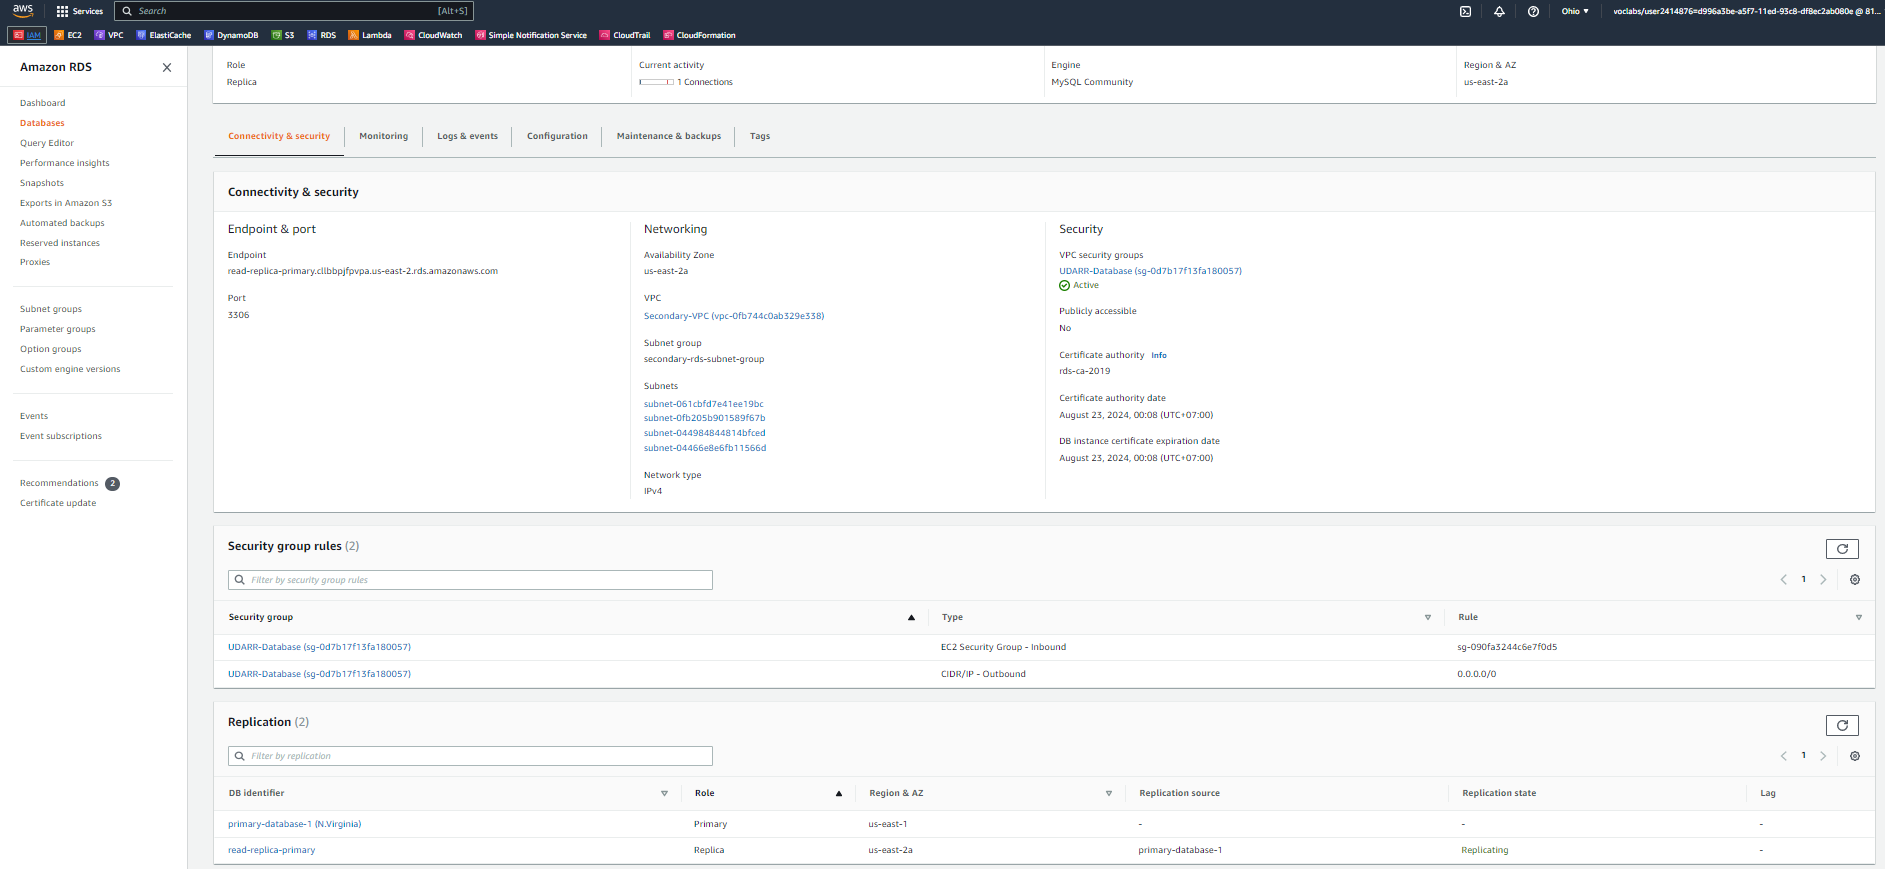 aws Services Search [Alt+S] Ohio ▼ voclabs/user2414876=d996a3be-a5f7-11ed-93c8-df8ec2ab080e @ 81...
IAM EC2 VPC ElastiCache DynamoDB S3 RDS Lambda CloudWatch Simple Notification Service CloudTrail CloudFormation
Amazon RDS
Dashboard
Databases
Query Editor
Performance insights
Snapshots
Exports in Amazon S3
Automated backups
Reserved instances
Proxies
Subnet groups
Parameter groups
Option groups
Custom engine versions
Events
Event subscriptions
Recommendations 2
Certificate update
Role
Replica
Current activity
1 Connections
Engine
MySQL Community
Region & AZ
us-east-2a
Connectivity & security Monitoring Logs & events Configuration Maintenance & backups Tags
Connectivity & security
Endpoint & port
Endpoint
read-replica-primary.cllbbpjfpvpa.us-east-2.rds.amazonaws.com
Port
3306
Networking
Availability Zone
us-east-2a
VPC
Secondary-VPC (vpc-0fb744c0ab329e338)
Subnet group
secondary-rds-subnet-group
Subnets
subnet-061cbfd7e41ee19bc
subnet-0fb205b901589f67b
subnet-044984844814bfced
subnet-04466e8e6fb11566d
Network type
IPv4
Security
VPC security groups
UDARR-Database (sg-0d7b17f13fa180057)
Active
Publicly accessible
No
Certificate authority Info
rds-ca-2019
Certificate authority date
August 23, 2024, 00:08 (UTC+07:00)
DB instance certificate expiration date
August 23, 2024, 00:08 (UTC+07:00)
Security group rules (2)
Filter by security group rules
1
Security group Type Rule
UDARR-Database (sg-0d7b17f13fa180057) EC2 Security Group - Inbound sg-090fa3244c6e7f0d5
UDARR-Database (sg-0d7b17f13fa180057) CIDR/IP - Outbound 0.0.0.0/0
Replication (2)
Filter by replication
1
DB identifier Role Region & AZ Replication source Replication state Lag
primary-database-1 (N.Virginia) Primary us-east-1 - - -
read-replica-primary Replica us-east-2a primary-database-1 Replicating -